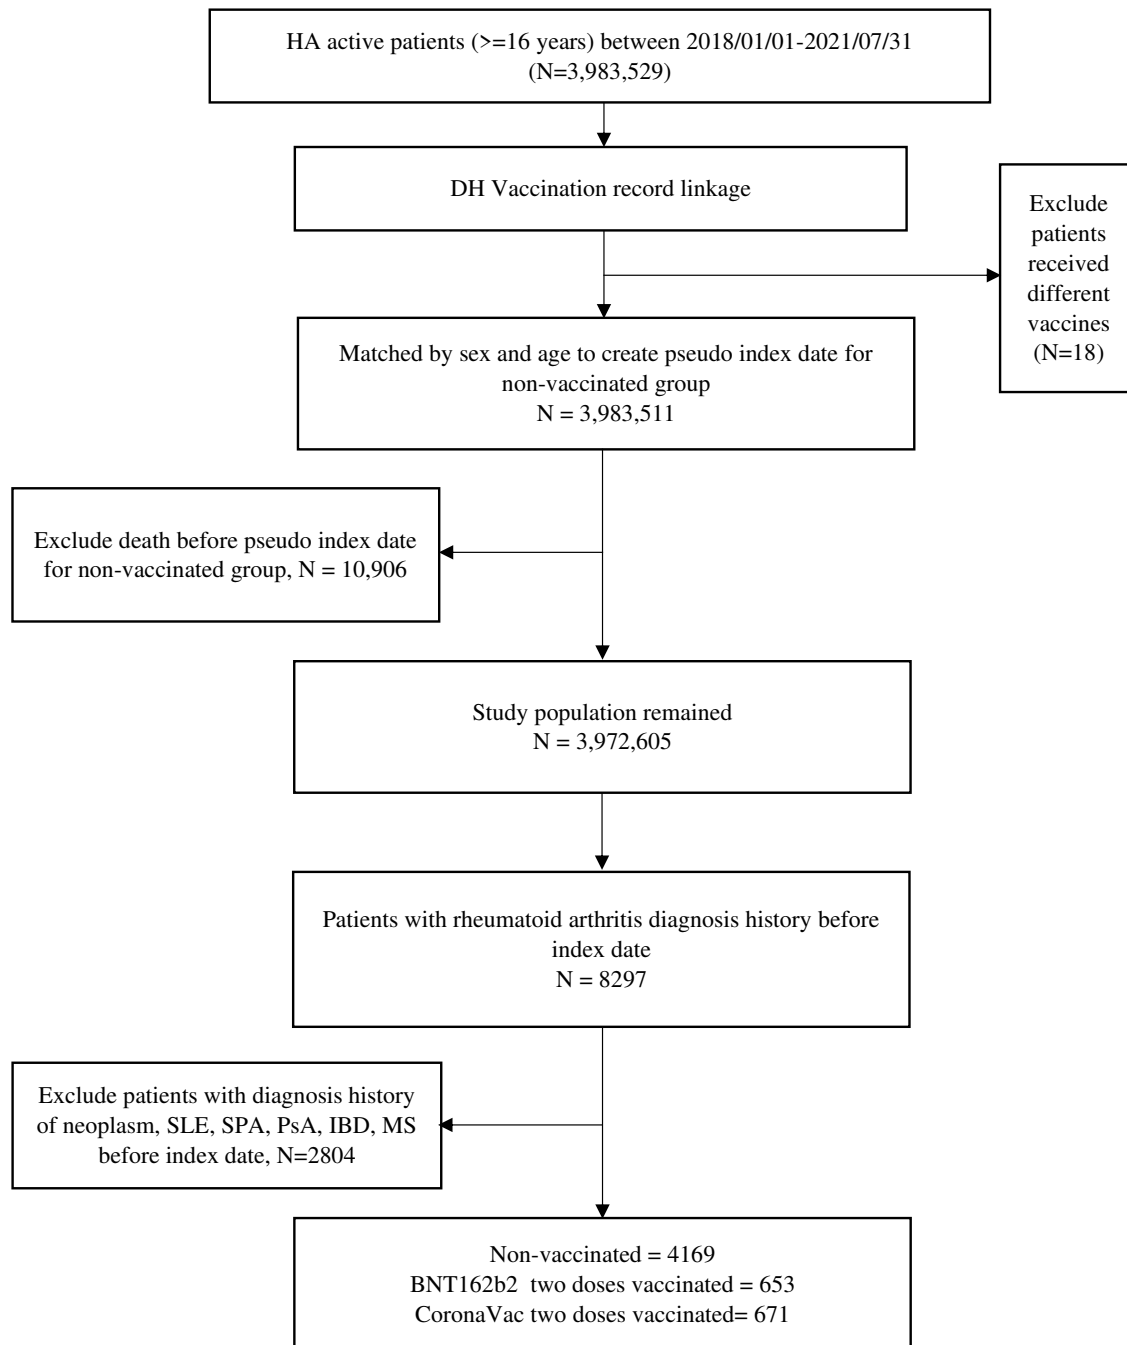 HA active patients (>=16 years) between 2018/01/01-2021/07/31
(N=3,983,529)
DH Vaccination record linkage
Exclude
patients
received
different
vaccines
(N=18)
Matched by sex and age to create pseudo index date for
non-vaccinated group
N = 3,983,511
Exclude death before pseudo index date
for non-vaccinated group, N = 10,906
Study population remained
N = 3,972,605
Patients with rheumatoid arthritis diagnosis history before
index date
N = 8297
Exclude patients with diagnosis history
of neoplasm, SLE, SPA, PsA, IBD, MS
before index date, N=2804
Non-vaccinated = 4169
BNT162b2  two doses vaccinated = 653
CoronaVac two doses vaccinated= 671